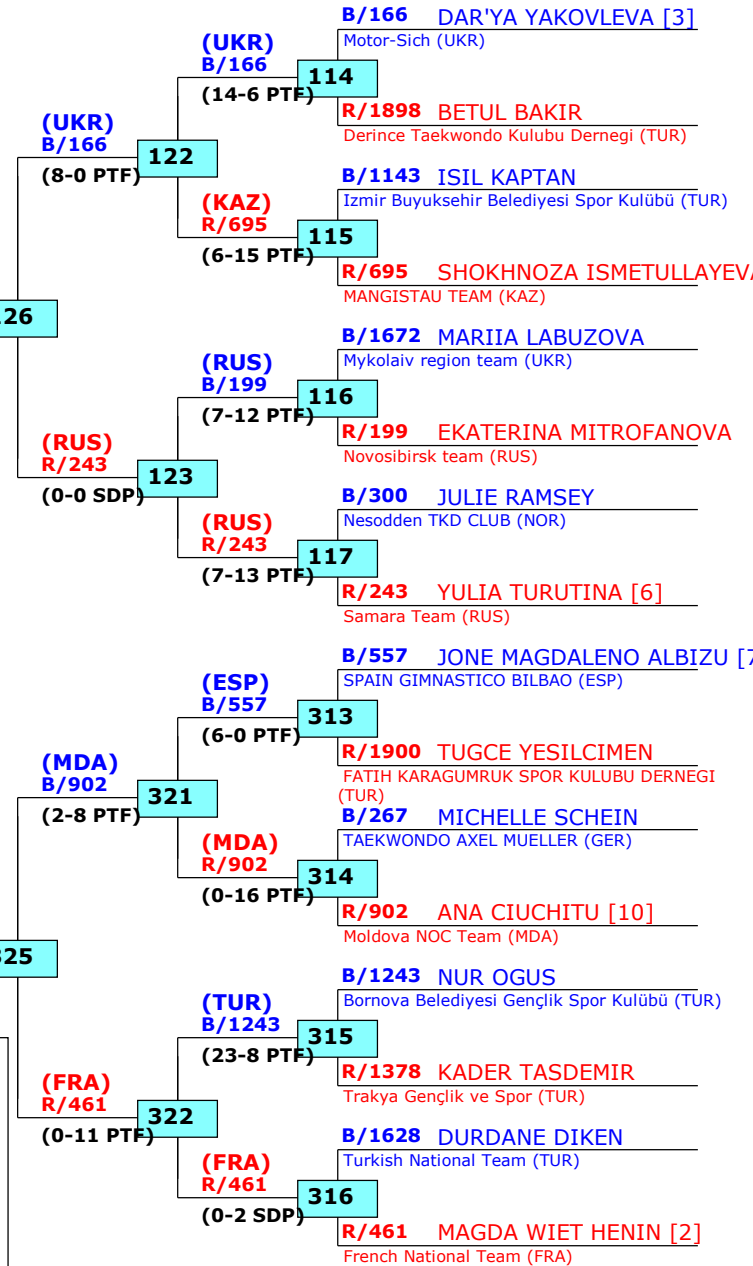 B/166 DAR'YA YAKOVLEVA [3]
Motor-Sich (UKR)
(UKR)
B/166
114
(14-6 PTF)
R/1898 BETUL BAKIR
Derince Taekwondo Kulubu Dernegi (TUR)
(UKR)
B/166
122
(8-0 PTF)
B/1143 ISIL KAPTAN
Izmir Buyuksehir Belediyesi Spor Kulübü (TUR)
(KAZ)
R/695
115
(6-15 PTF)
R/695 SHOKHNOZA ISMETULLAYEVA
MANGISTAU TEAM (KAZ)
26
B/1672 MARIIA LABUZOVA
Mykolaiv region team (UKR)
(RUS)
B/199
116
(7-12 PTF)
R/199 EKATERINA MITROFANOVA
Novosibirsk team (RUS)
(RUS)
R/243
123
(0-0 SDP)
B/300 JULIE RAMSEY
Nesodden TKD CLUB (NOR)
(RUS)
R/243
117
(7-13 PTF)
R/243 YULIA TURUTINA [6]
Samara Team (RUS)
B/557 JONE MAGDALENO ALBIZU [7
SPAIN GIMNASTICO BILBAO (ESP)
(ESP)
B/557
313
(6-0 PTF)
R/1900 TUGCE YESILCIMEN
FATIH KARAGUMRUK SPOR KULUBU DERNEGI
(TUR)
(MDA)
B/902
321
(2-8 PTF)
B/267 MICHELLE SCHEIN
TAEKWONDO AXEL MUELLER (GER)
(MDA)
R/902
314
(0-16 PTF)
R/902 ANA CIUCHITU [10]
Moldova NOC Team (MDA)
325
B/1243 NUR OGUS
Bornova Belediyesi Gençlik Spor Kulübü (TUR)
(TUR)
B/1243
315
(23-8 PTF)
R/1378 KADER TASDEMIR
Trakya Gençlik ve Spor (TUR)
(FRA)
R/461
322
(0-11 PTF)
B/1628 DURDANE DIKEN
Turkish National Team (TUR)
(FRA)
R/461
316
(0-2 SDP)
R/461 MAGDA WIET HENIN [2]
French National Team (FRA)